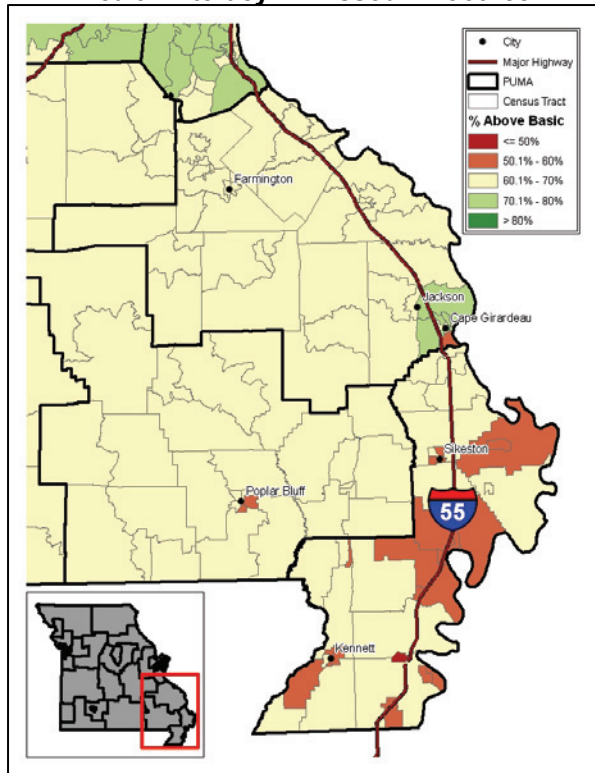 City
Major Highway
PUMA
Census Tract
% Above Basic
<= 50%
50.1% - 60%
60.1% - 70%
70.1% - 80%
> 80%
Farmington
Jackson
Cape Girardeau
Sikeston
Poplar Bluff
55
Kennett